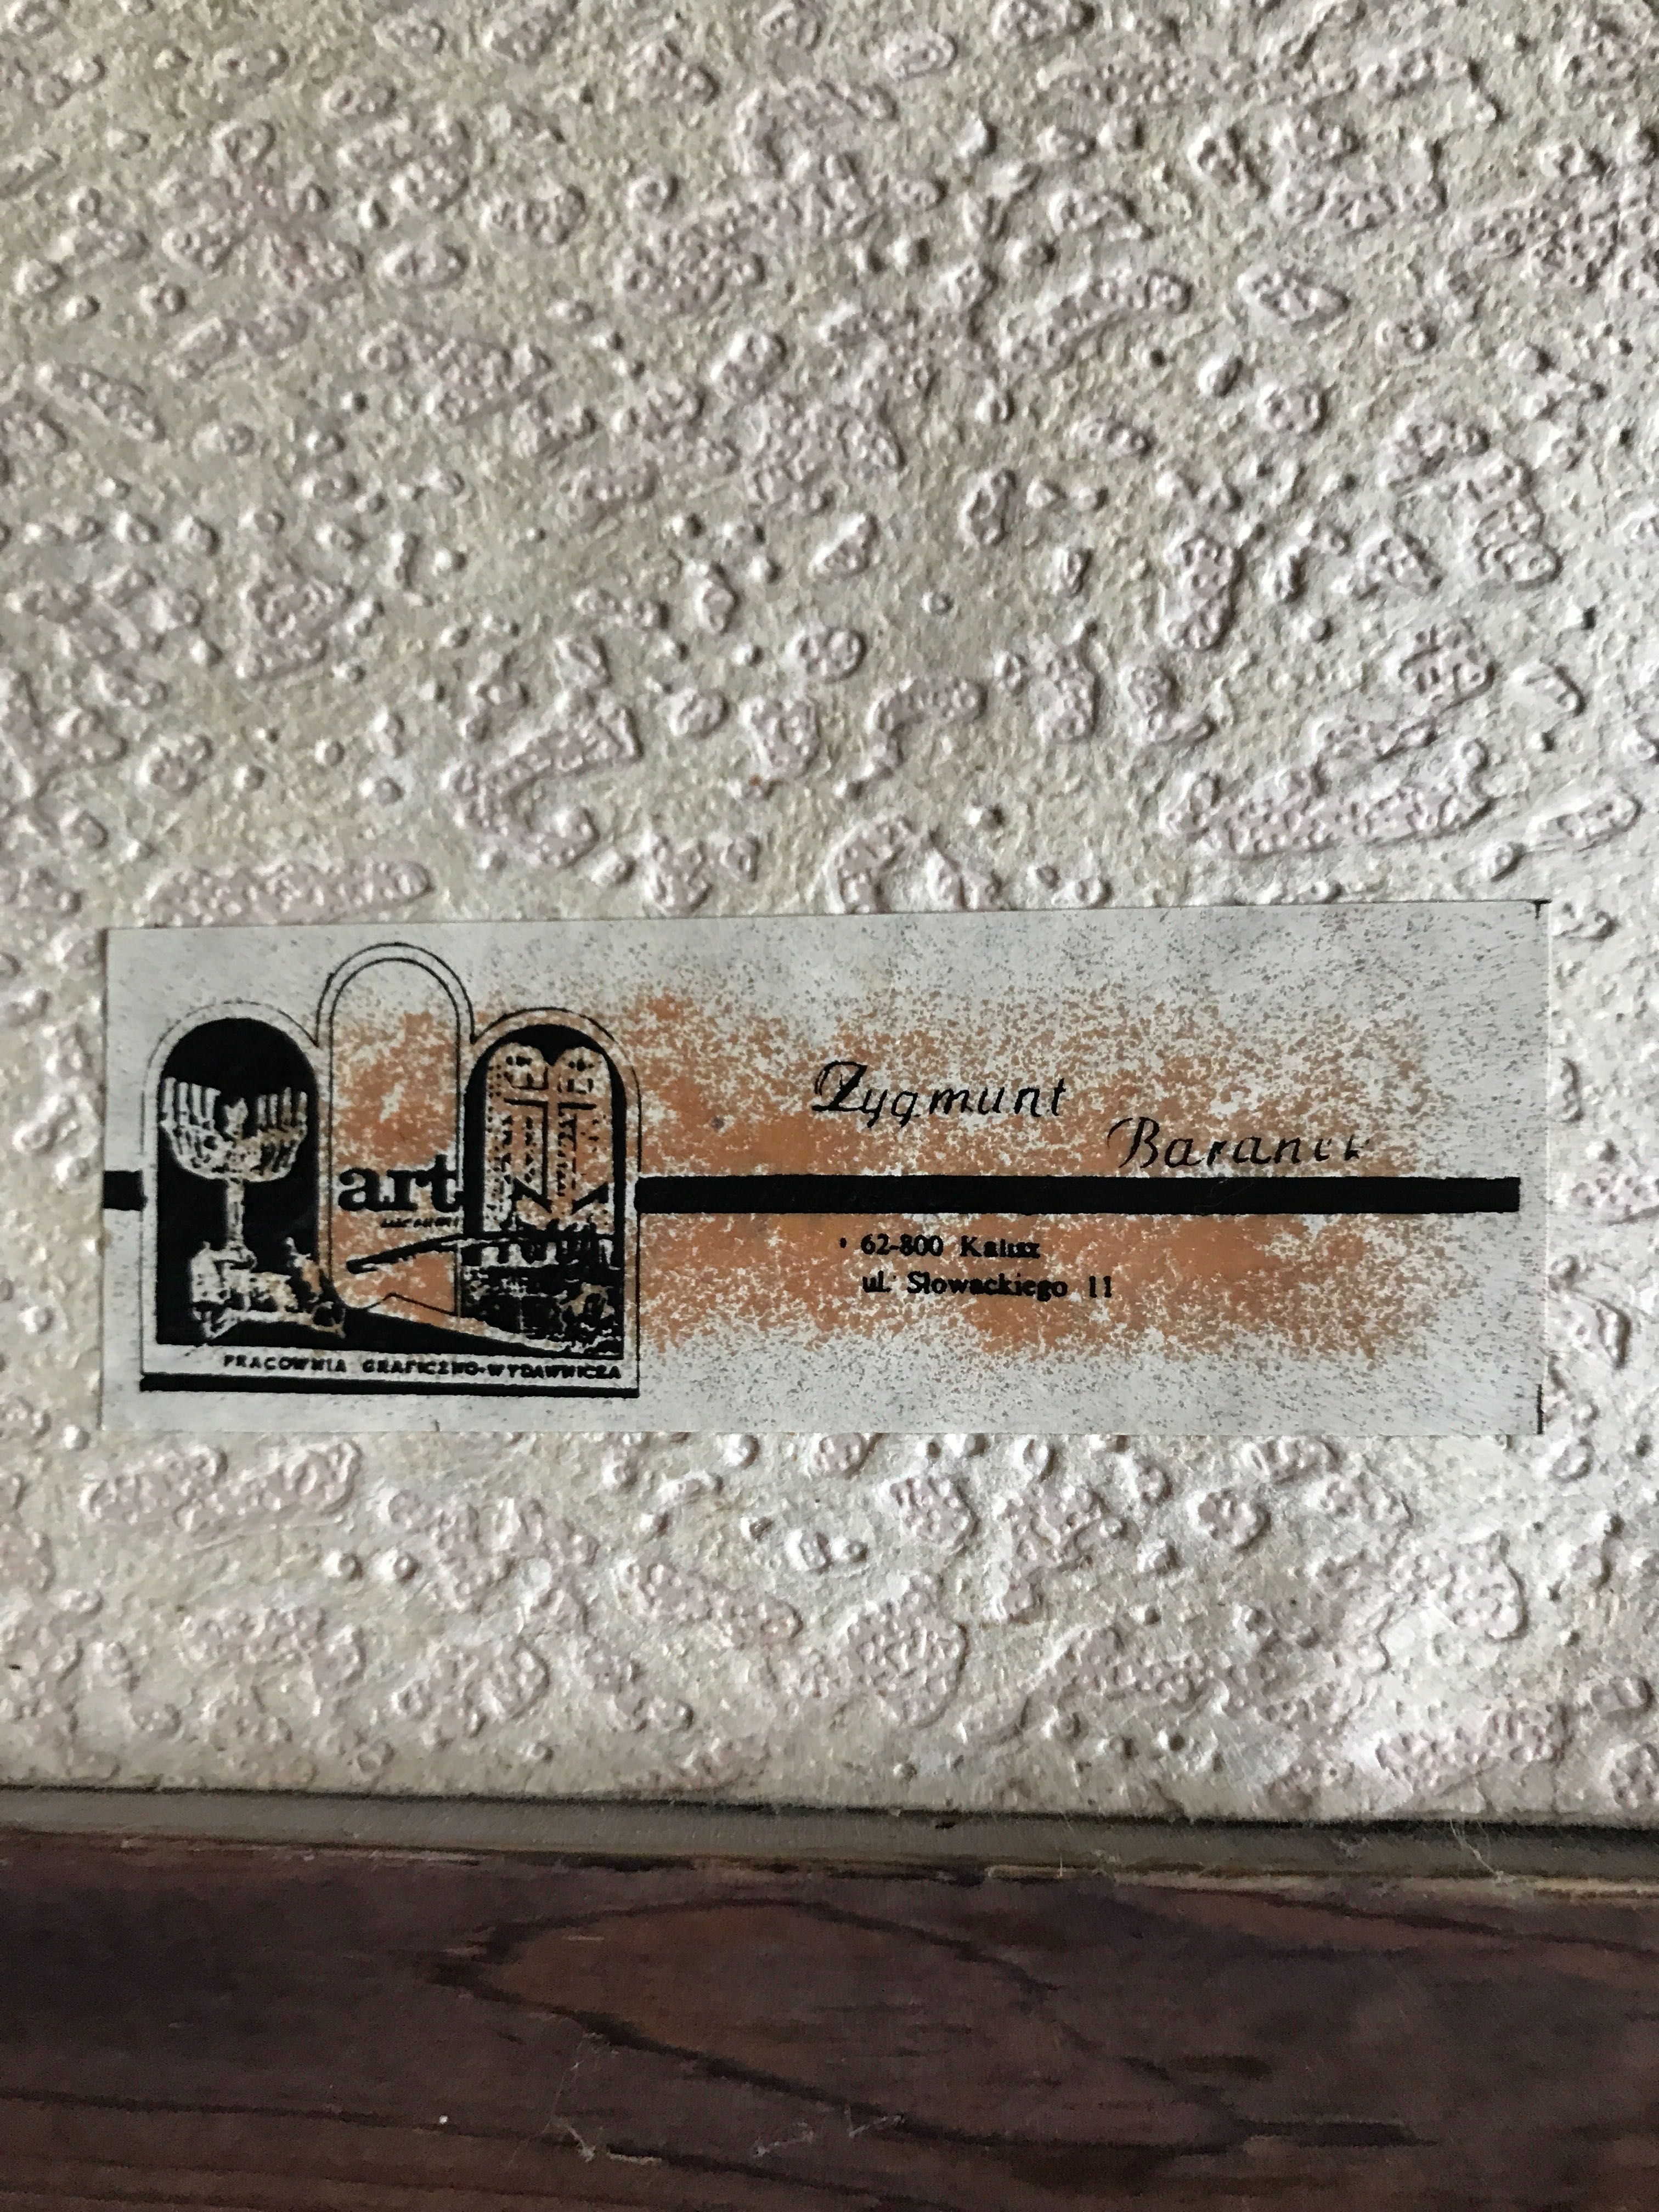 art
PRACOWNIA GRAFICZNO-WYDAWNICZA
Zygmunt
Baranek
62-800 Kalisz
ul. Słowackiego 11